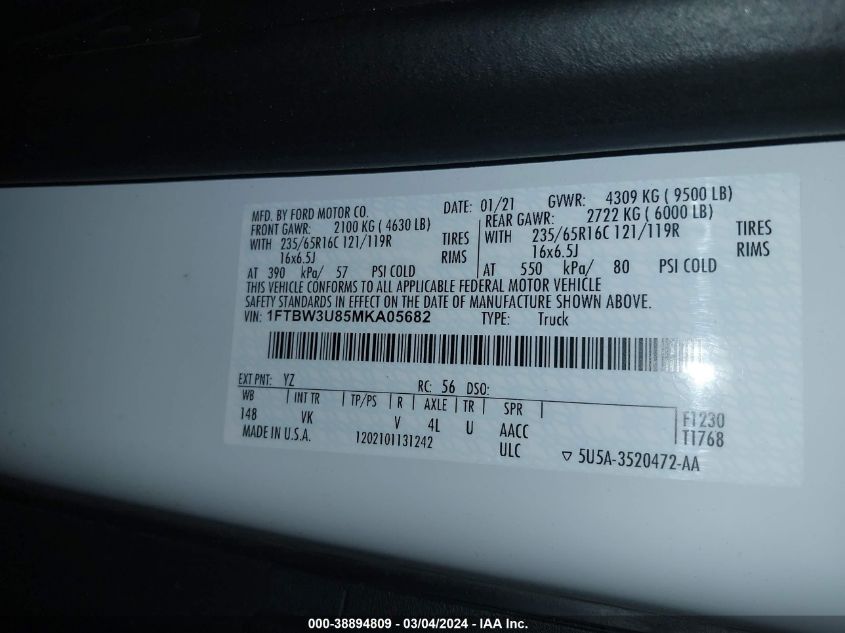 MFD. BY FORD MOTOR CO. DATE: 01/21 GVWR: 4309 KG ( 9500 LB)
FRONT GAWR: 2100 KG ( 4630 LB) REAR GAWR: 2722 KG ( 6000 LB)
WITH 235/65R16C 121/119R TIRES WITH 235/65R16C 121/119R TIRES
16x6.5J RIMS 16x6.5J RIMS
AT 390 kPa/ 57 PSI COLD AT 550 kPa/ 80 PSI COLD
THIS VEHICLE CONFORMS TO ALL APPLICABLE FEDERAL MOTOR VEHICLE
SAFETY STANDARDS IN EFFECT ON THE DATE OF MANUFACTURE SHOWN ABOVE.
VIN: 1FTBW3U85MKA05682 TYPE: Truck
EXT PNT: YZ RC: 56 DSO:
WB INT TR TP/PS R AXLE TR SPR
148 VK V 4L U AACC F1230
MADE IN U.S.A. 1202101131242 ULC T1768
5U5A-3520472-AA
000-38894809 - 03/04/2024 - IAA Inc.